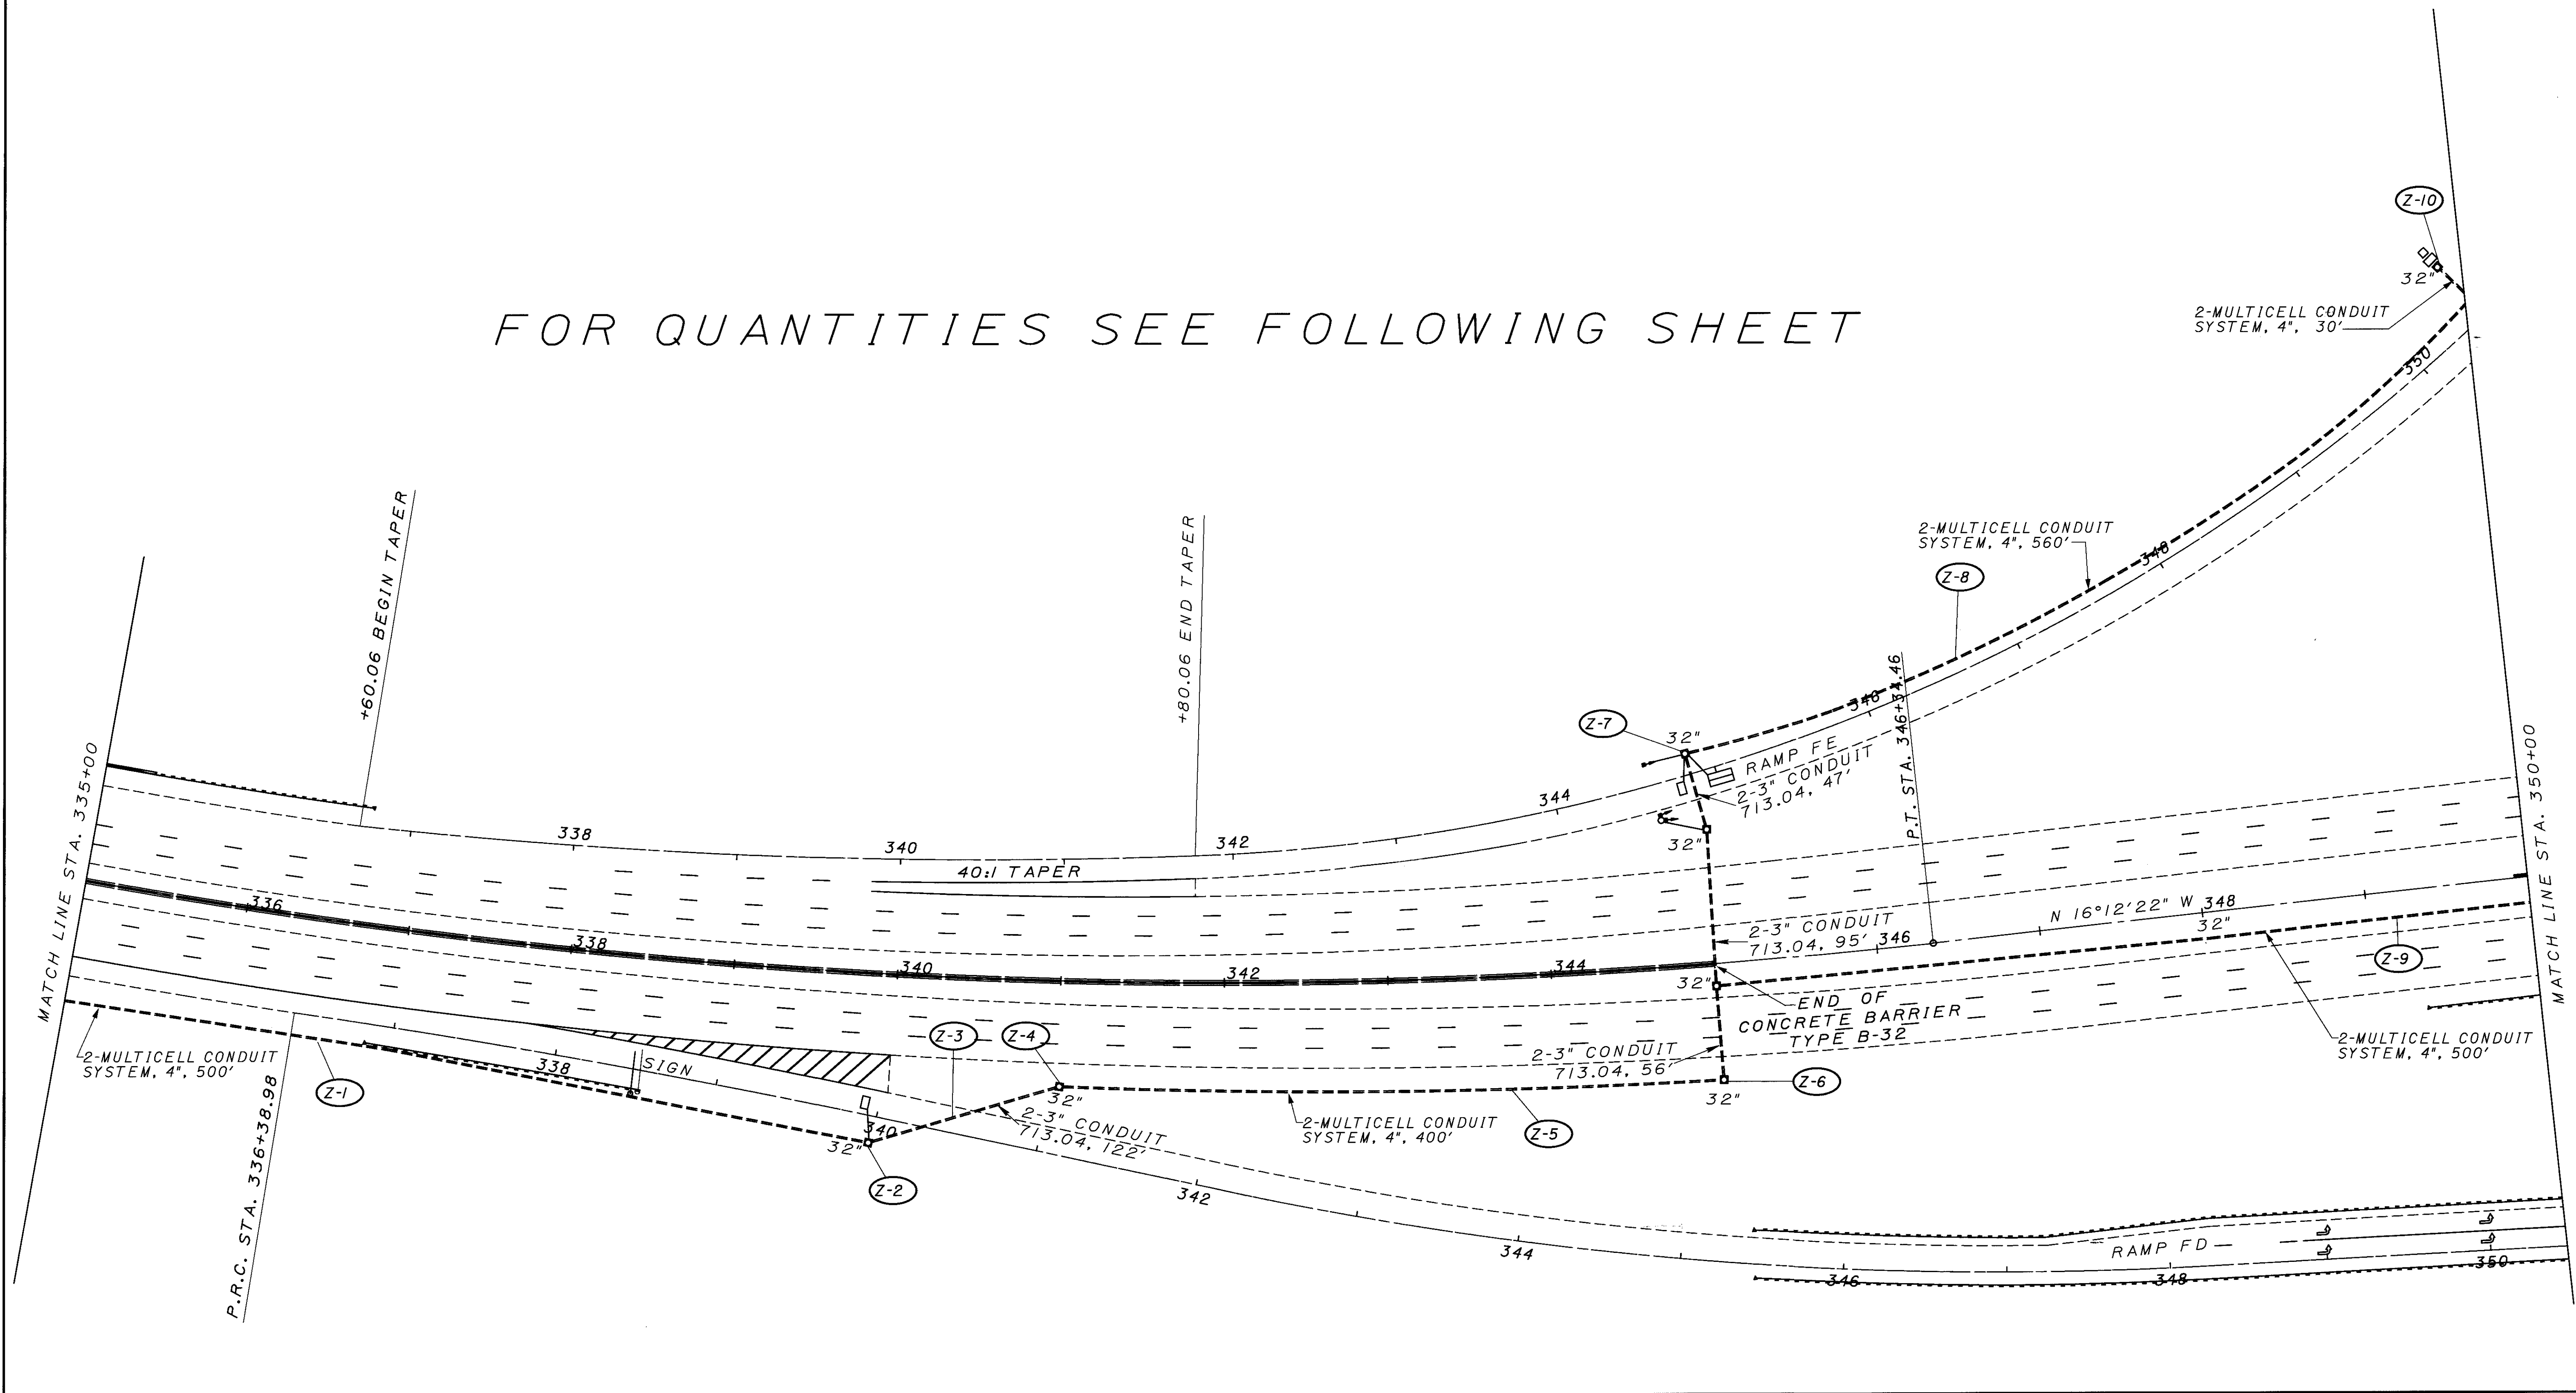 Z-10
32"
2-MULTICELL CONDUIT
SYSTEM, 4", 30'
FOR QUANTITIES SEE FOLLOWING SHEET
350
+60.06 BEGIN TAPER
+80.06 END TAPER
2-MULTICELL CONDUIT
SYSTEM, 4", 560'
348
Z-8
346
P.T. STA. 346+34.46
Z-7
32"
RAMP FE
2-3" CONDUIT
713.04, 47'
344
32"
MATCH LINE STA. 335+00
338
340
342
40:1 TAPER
MATCH LINE STA. 350+00
336
338
340
342
344
2-3" CONDUIT
713.04, 95'
346
N 16°12'22" W
348
32"
Z-9
32"
END OF
CONCRETE BARRIER
TYPE B-32
2-MULTICELL CONDUIT
SYSTEM, 4", 500'
2-MULTICELL CONDUIT
SYSTEM, 4", 500'
Z-1
P.R.C. STA. 336+38.98
338
SIGN
Z-3
Z-4
340
32"
Z-2
32"
2-3" CONDUIT
713.04, 122'
2-MULTICELL CONDUIT
SYSTEM, 4", 400'
Z-5
2-3" CONDUIT
713.04, 56'
32"
Z-6
342
344
346
348
350
RAMP FD